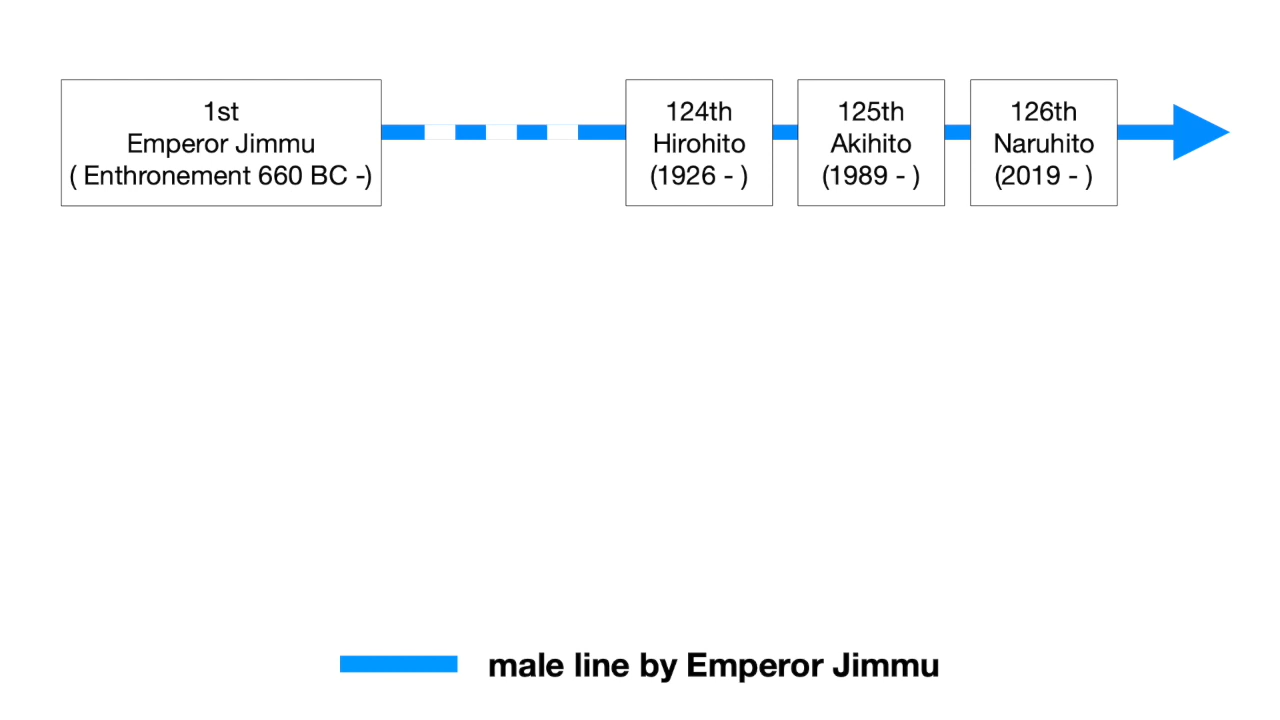 1st
Emperor Jimmu
( Enthronement 660 BC -)
124th
Hirohito
(1926 - )
125th
Akihito
(1989 - )
126th
Naruhito
(2019 - )
male line by Emperor Jimmu